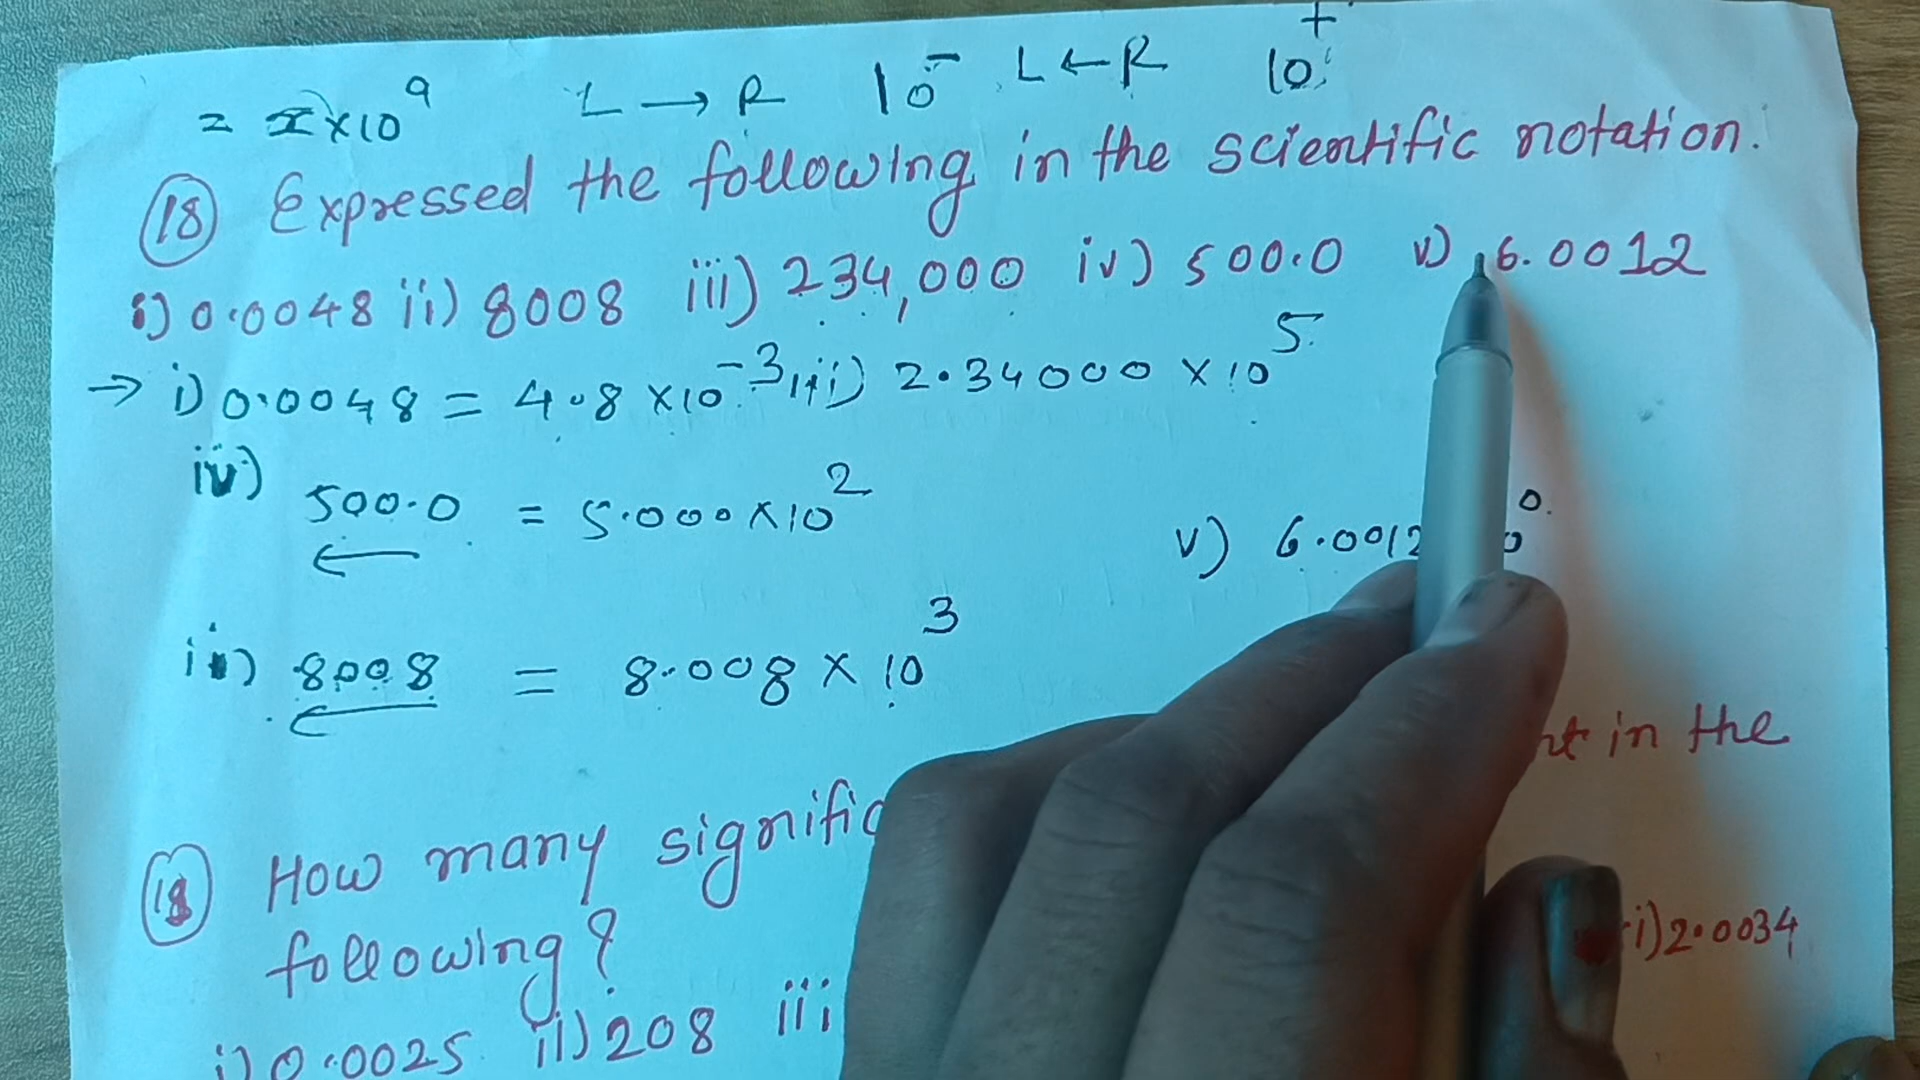 = x×10⁹ L → R 10⁻ L ← R 10⁺
(18) Expressed the following in the scientific notation.
i) 0.0048 ii) 8008 iii) 234,000 iv) 500.0 v) 6.0012
→ i) 0.0048 = 4.8 ×10⁻³, iii) 2.34000 × 10⁵
iv) 500.0 = 5.000 × 10²
v) 6.0012
ii) 8008 = 8.008 × 10³
in the
How many
following?
i) 0.0025 ii) 208 iii
i) 2.0034